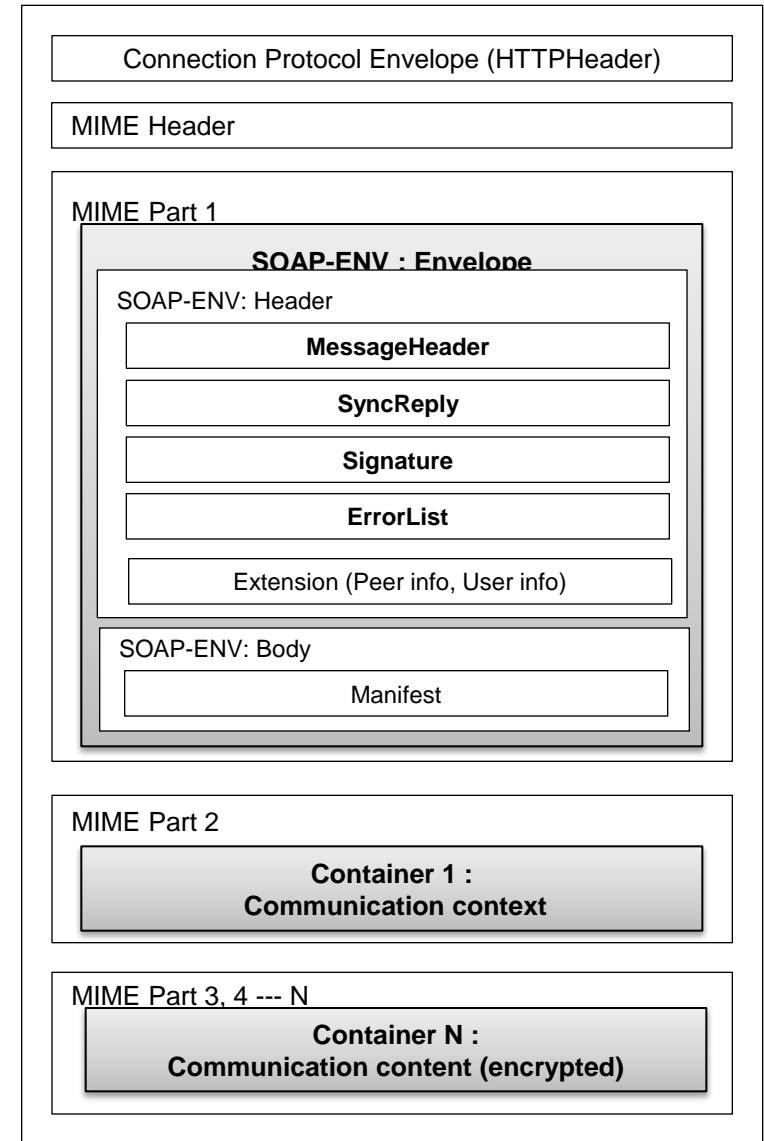 Connection Protocol Envelope (HTTPHeader)
MIME Header
MIME Part 1
SOAP-ENV : Envelope
SOAP-ENV: Header
MessageHeader
SyncReply
Signature
ErrorList
Extension (Peer info, User info)
SOAP-ENV: Body
Manifest
MIME Part 2
Container 1 :
Communication context
MIME Part 3, 4 --- N
Container N :
Communication content (encrypted)